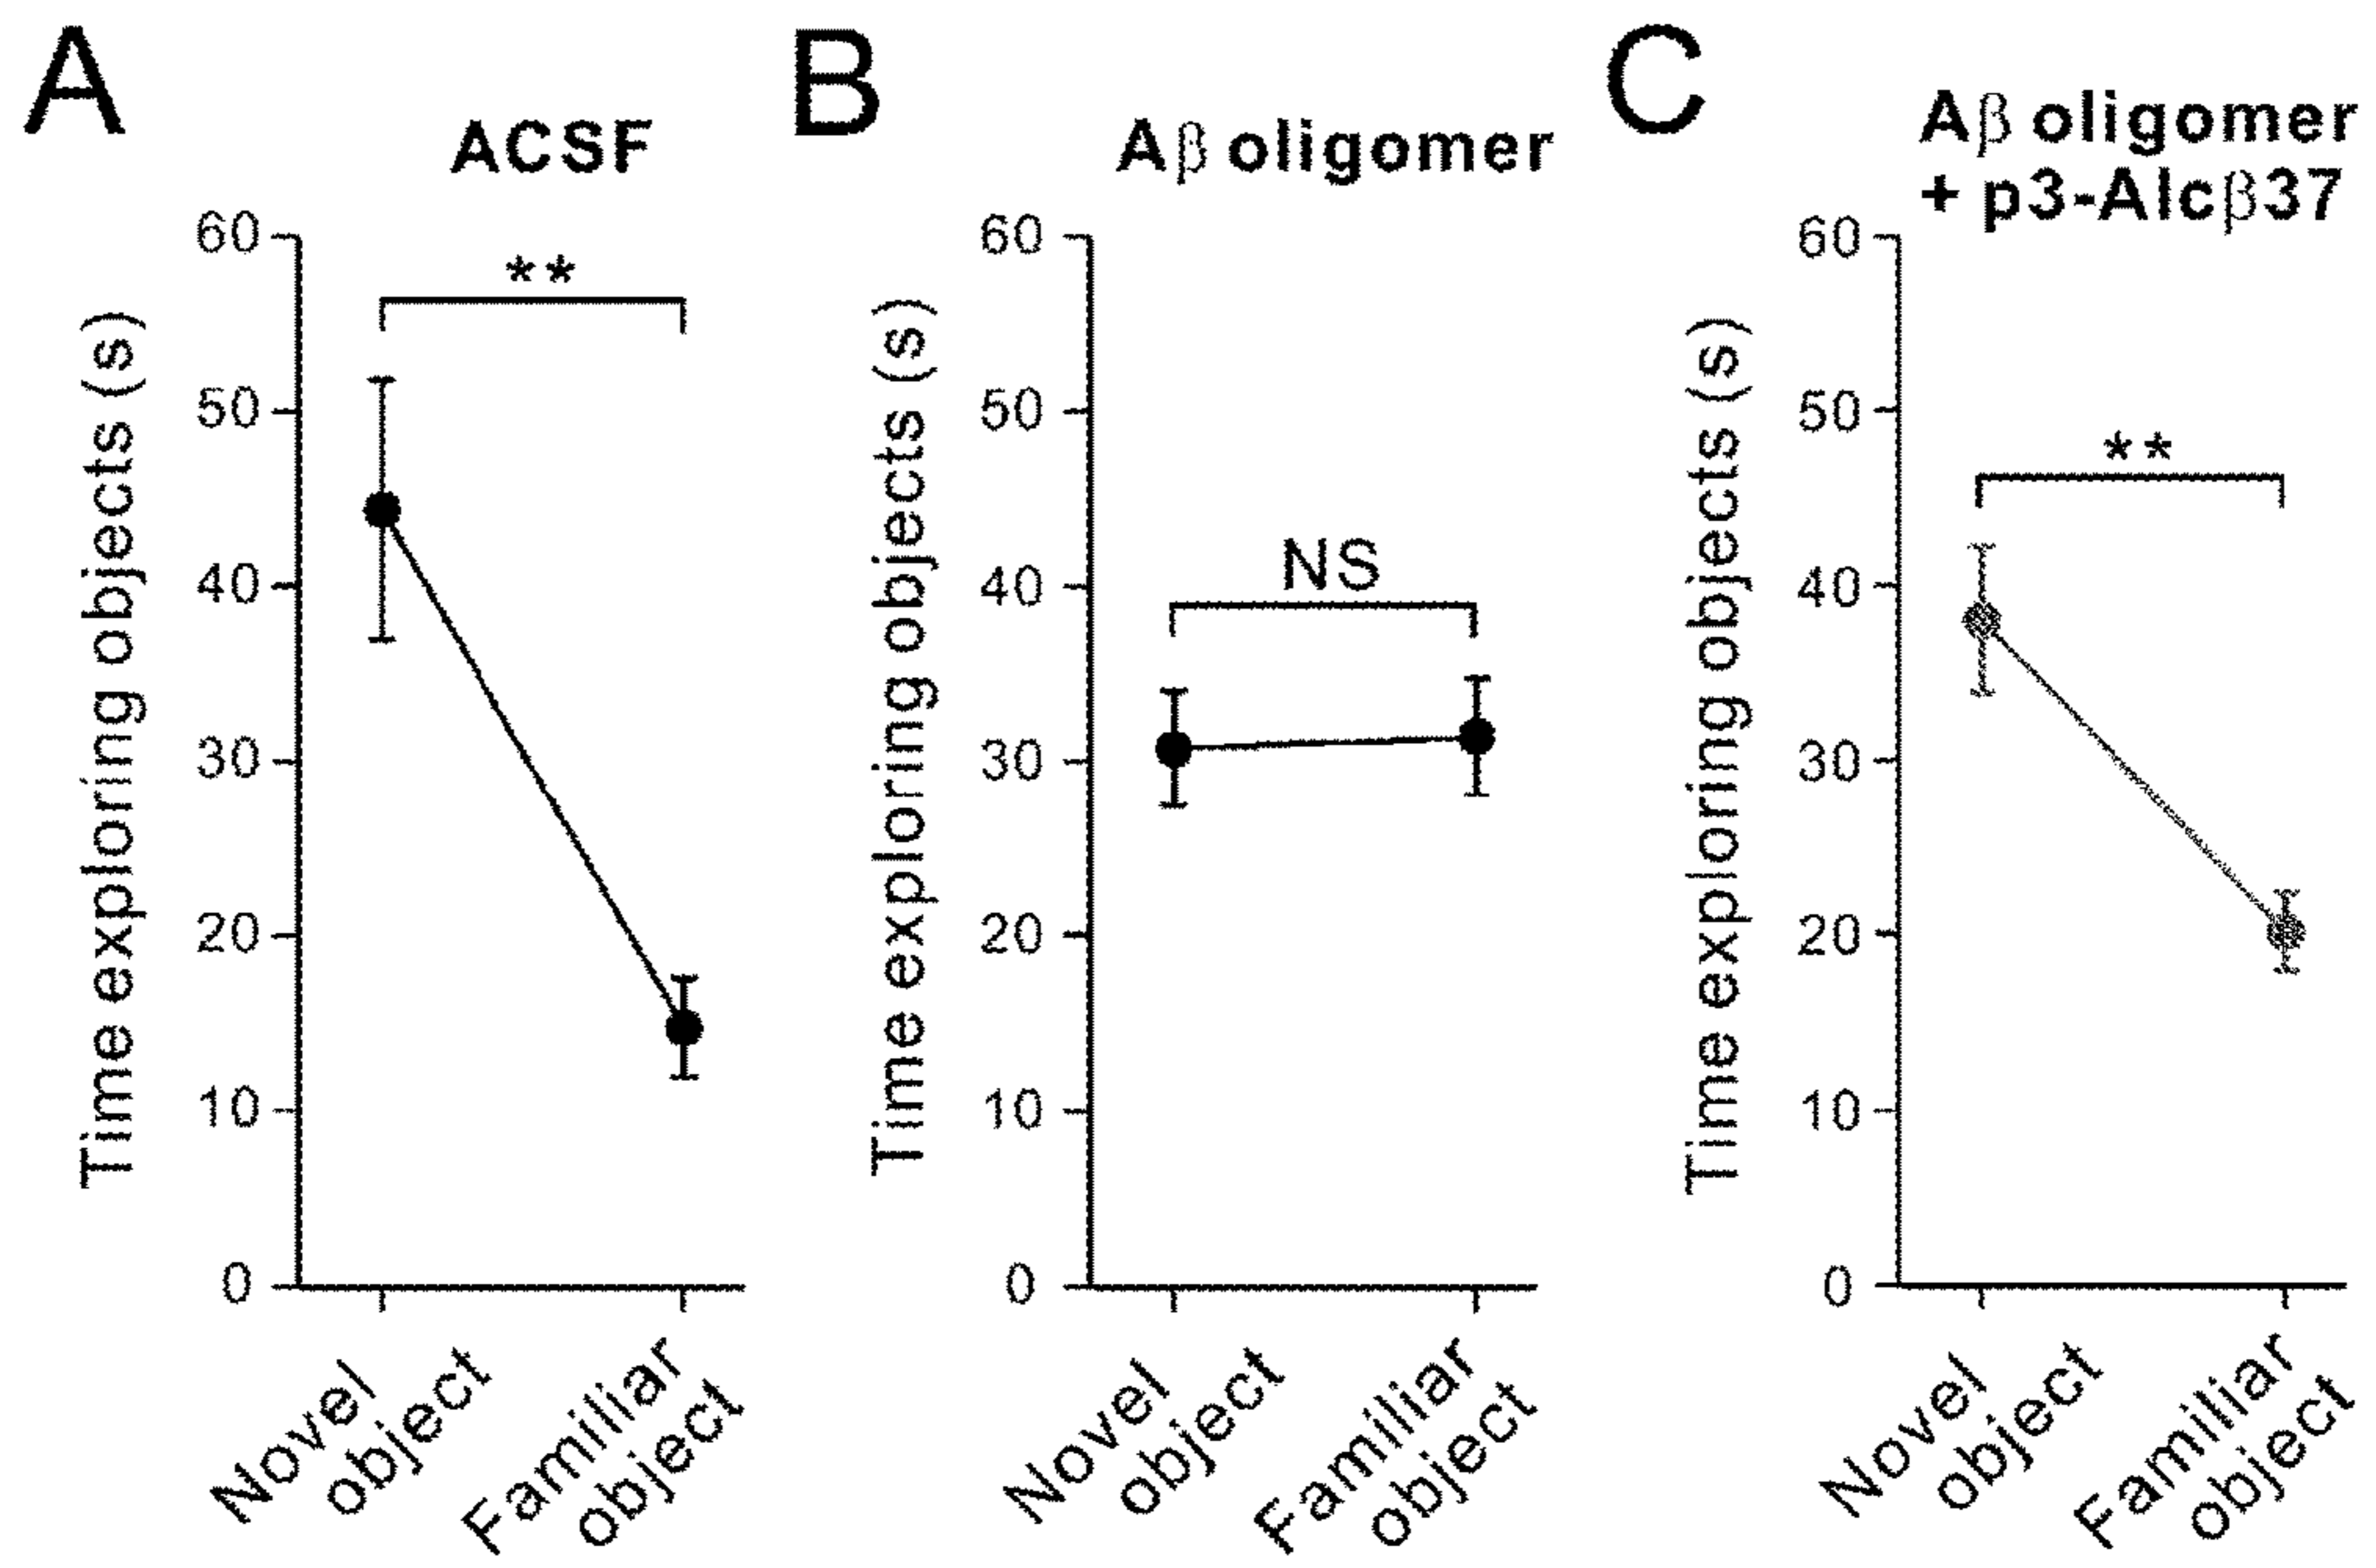 A
ACSF
Time exploring objects (s)
60
50
40
30
20
10
0
**
Novel
object
Familiar
object
B
Aβ oligomer
Time exploring objects (s)
60
50
40
30
20
10
0
NS
Novel
object
Familiar
object
C
Aβ oligomer
+ p3-Alcβ37
Time exploring objects (s)
60
50
40
30
20
10
0
**
Novel
object
Familiar
object